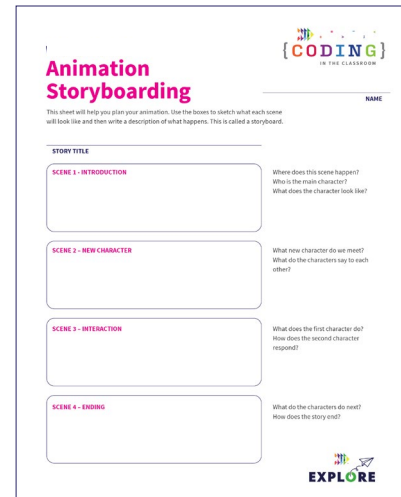 {CODING}
IN THE CLASSROOM
Animation
Storyboarding
NAME
This sheet will help you plan your animation. Use the boxes to sketch what each scene
will look like and then write a description of what happens. This is called a storyboard.
STORY TITLE
SCENE 1 - INTRODUCTION
Where does this scene happen?
Who is the main character?
What does the character look like?
SCENE 2 – NEW CHARACTER
What new character do we meet?
What do the characters say to each
other?
SCENE 3 – INTERACTION
What does the first character do?
How does the second character
respond?
SCENE 4 – ENDING
What do the characters do next?
How does the story end?
EXPLORE